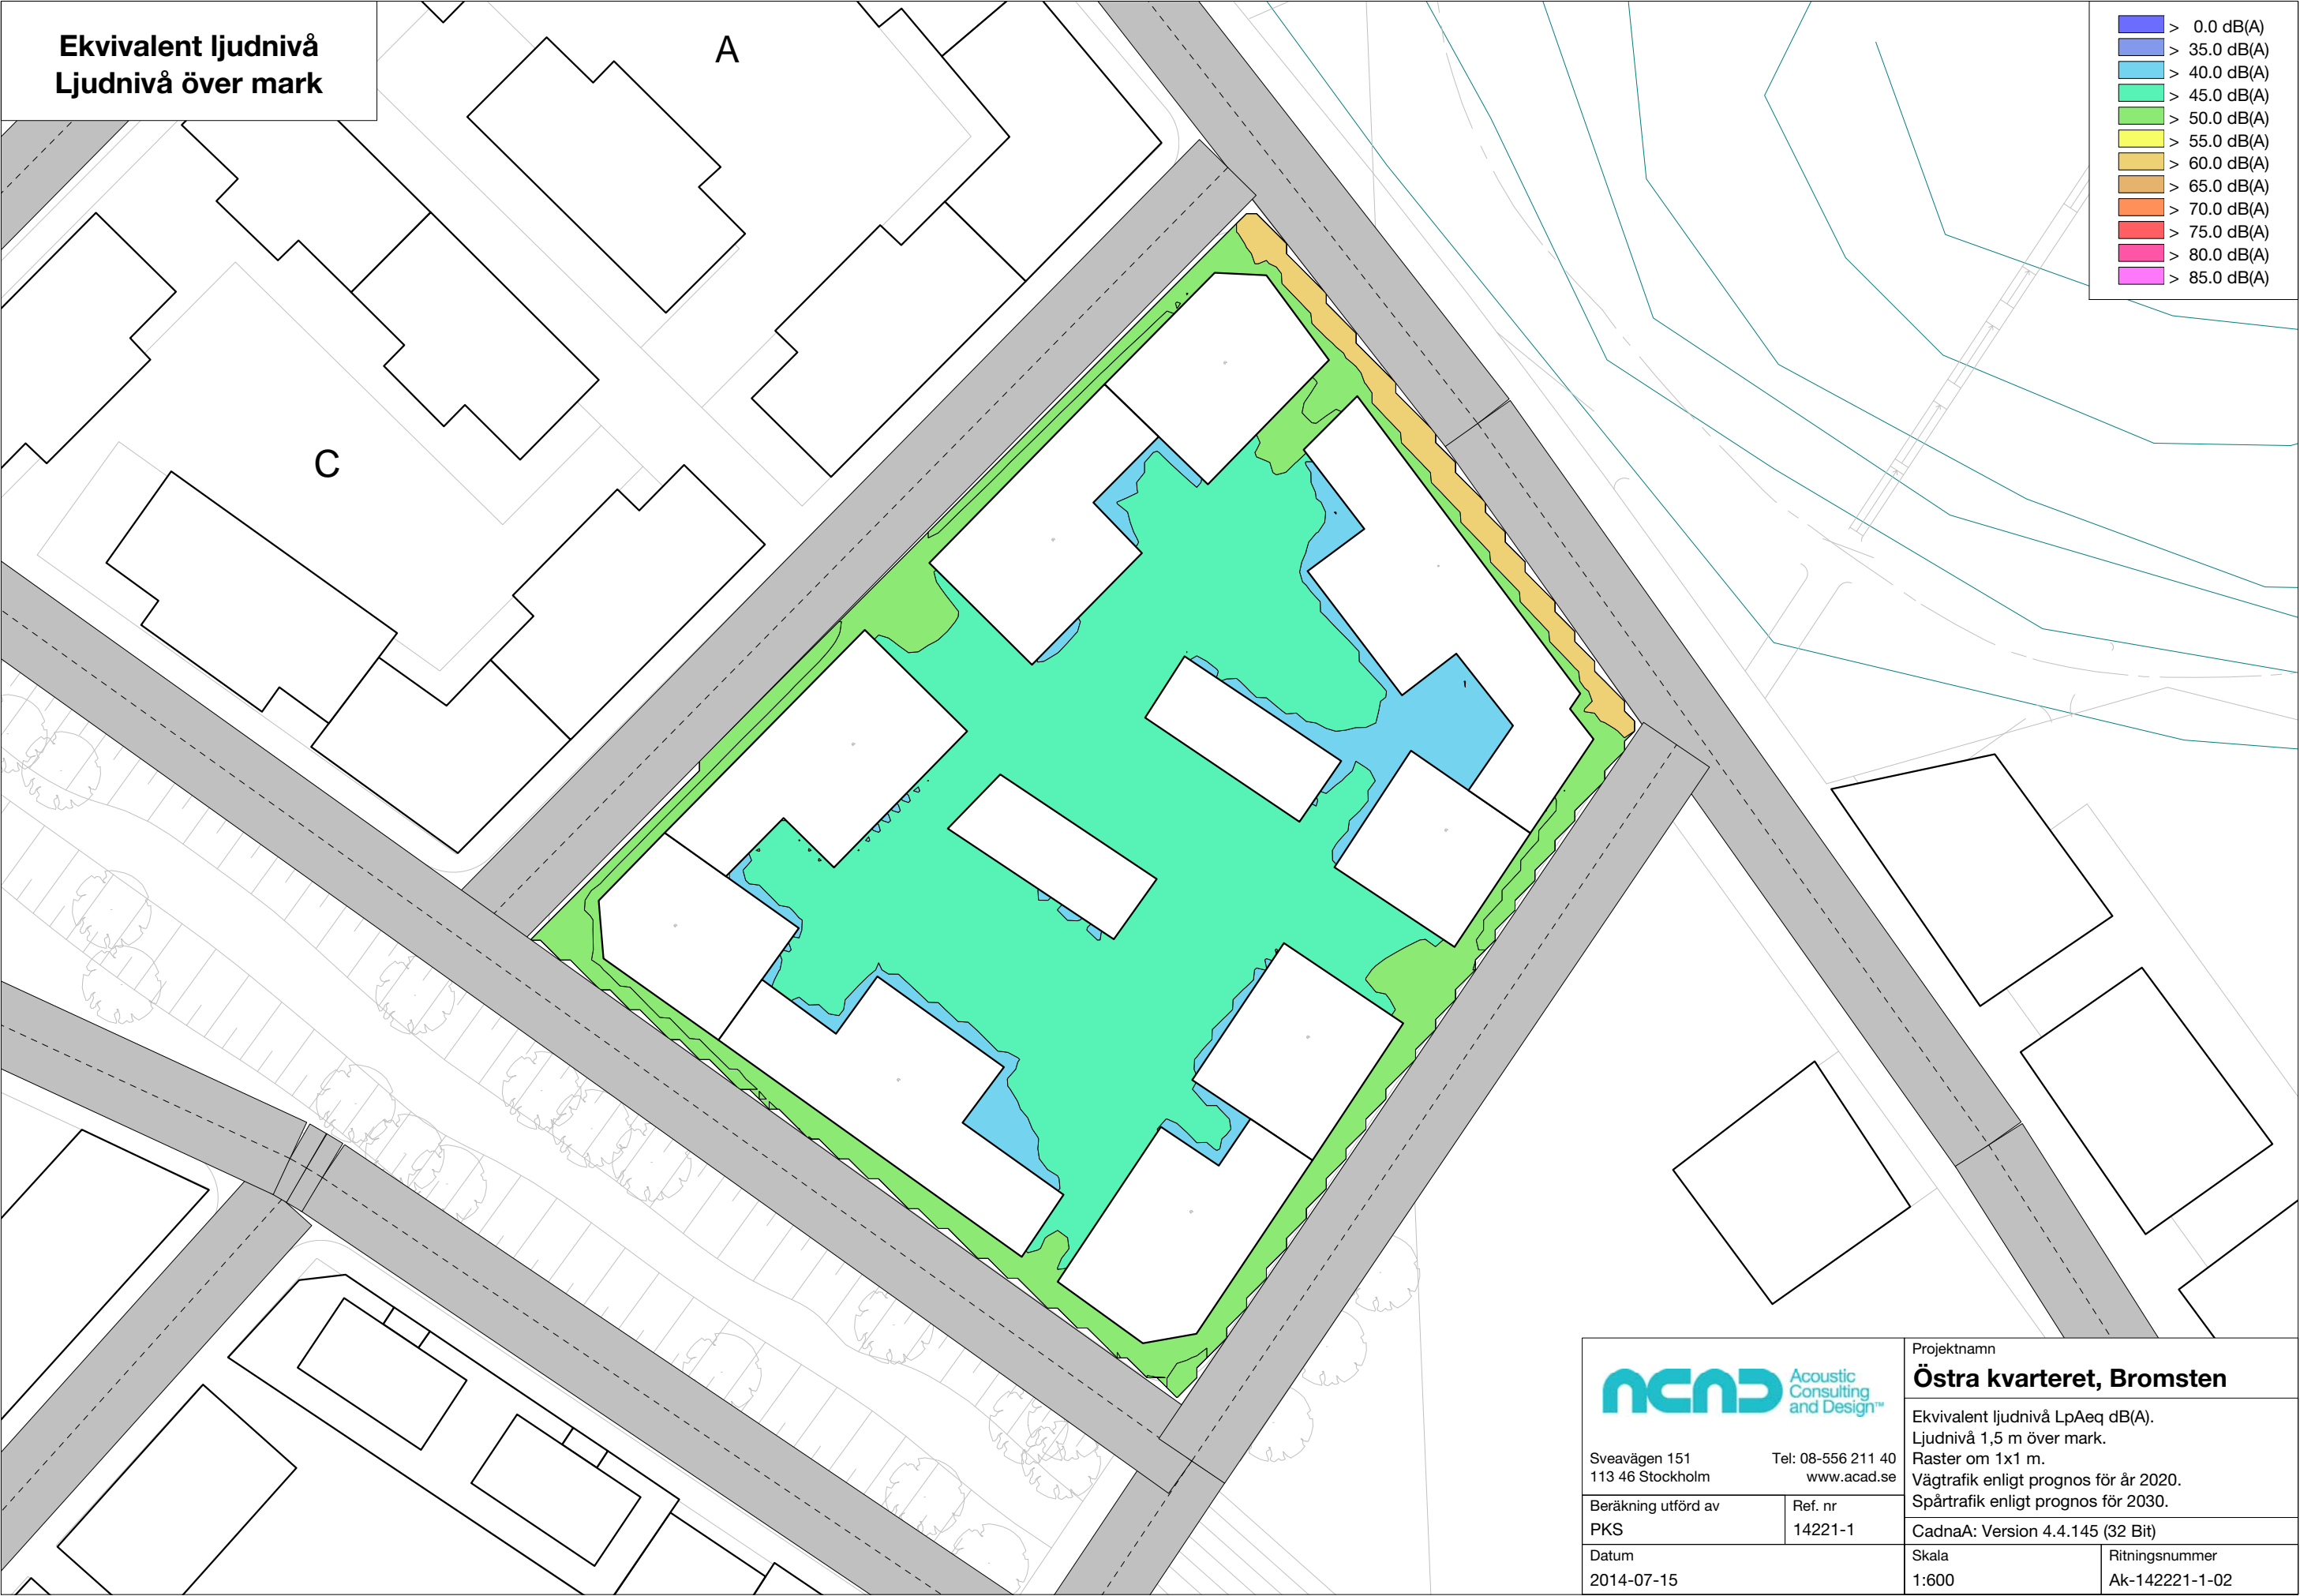 Ekvivalent ljudnivå
Ljudnivå över mark
A
C
> 0.0 dB(A)
> 35.0 dB(A)
> 40.0 dB(A)
> 45.0 dB(A)
> 50.0 dB(A)
> 55.0 dB(A)
> 60.0 dB(A)
> 65.0 dB(A)
> 70.0 dB(A)
> 75.0 dB(A)
> 80.0 dB(A)
> 85.0 dB(A)
ACAD
Acoustic
Consulting
and Design™
Sveavägen 151
113 46 Stockholm
Tel: 08-556 211 40
www.acad.se
Beräkning utförd av
PKS
Ref. nr
14221-1
Datum
2014-07-15
Projektnamn
Östra kvarteret, Bromsten
Ekvivalent ljudnivå LpAeq dB(A).
Ljudnivå 1,5 m över mark.
Raster om 1x1 m.
Vägtrafik enligt prognos för år 2020.
Spårtrafik enligt prognos för 2030.
CadnaA: Version 4.4.145 (32 Bit)
Skala
1:600
Ritningsnummer
Ak-142221-1-02